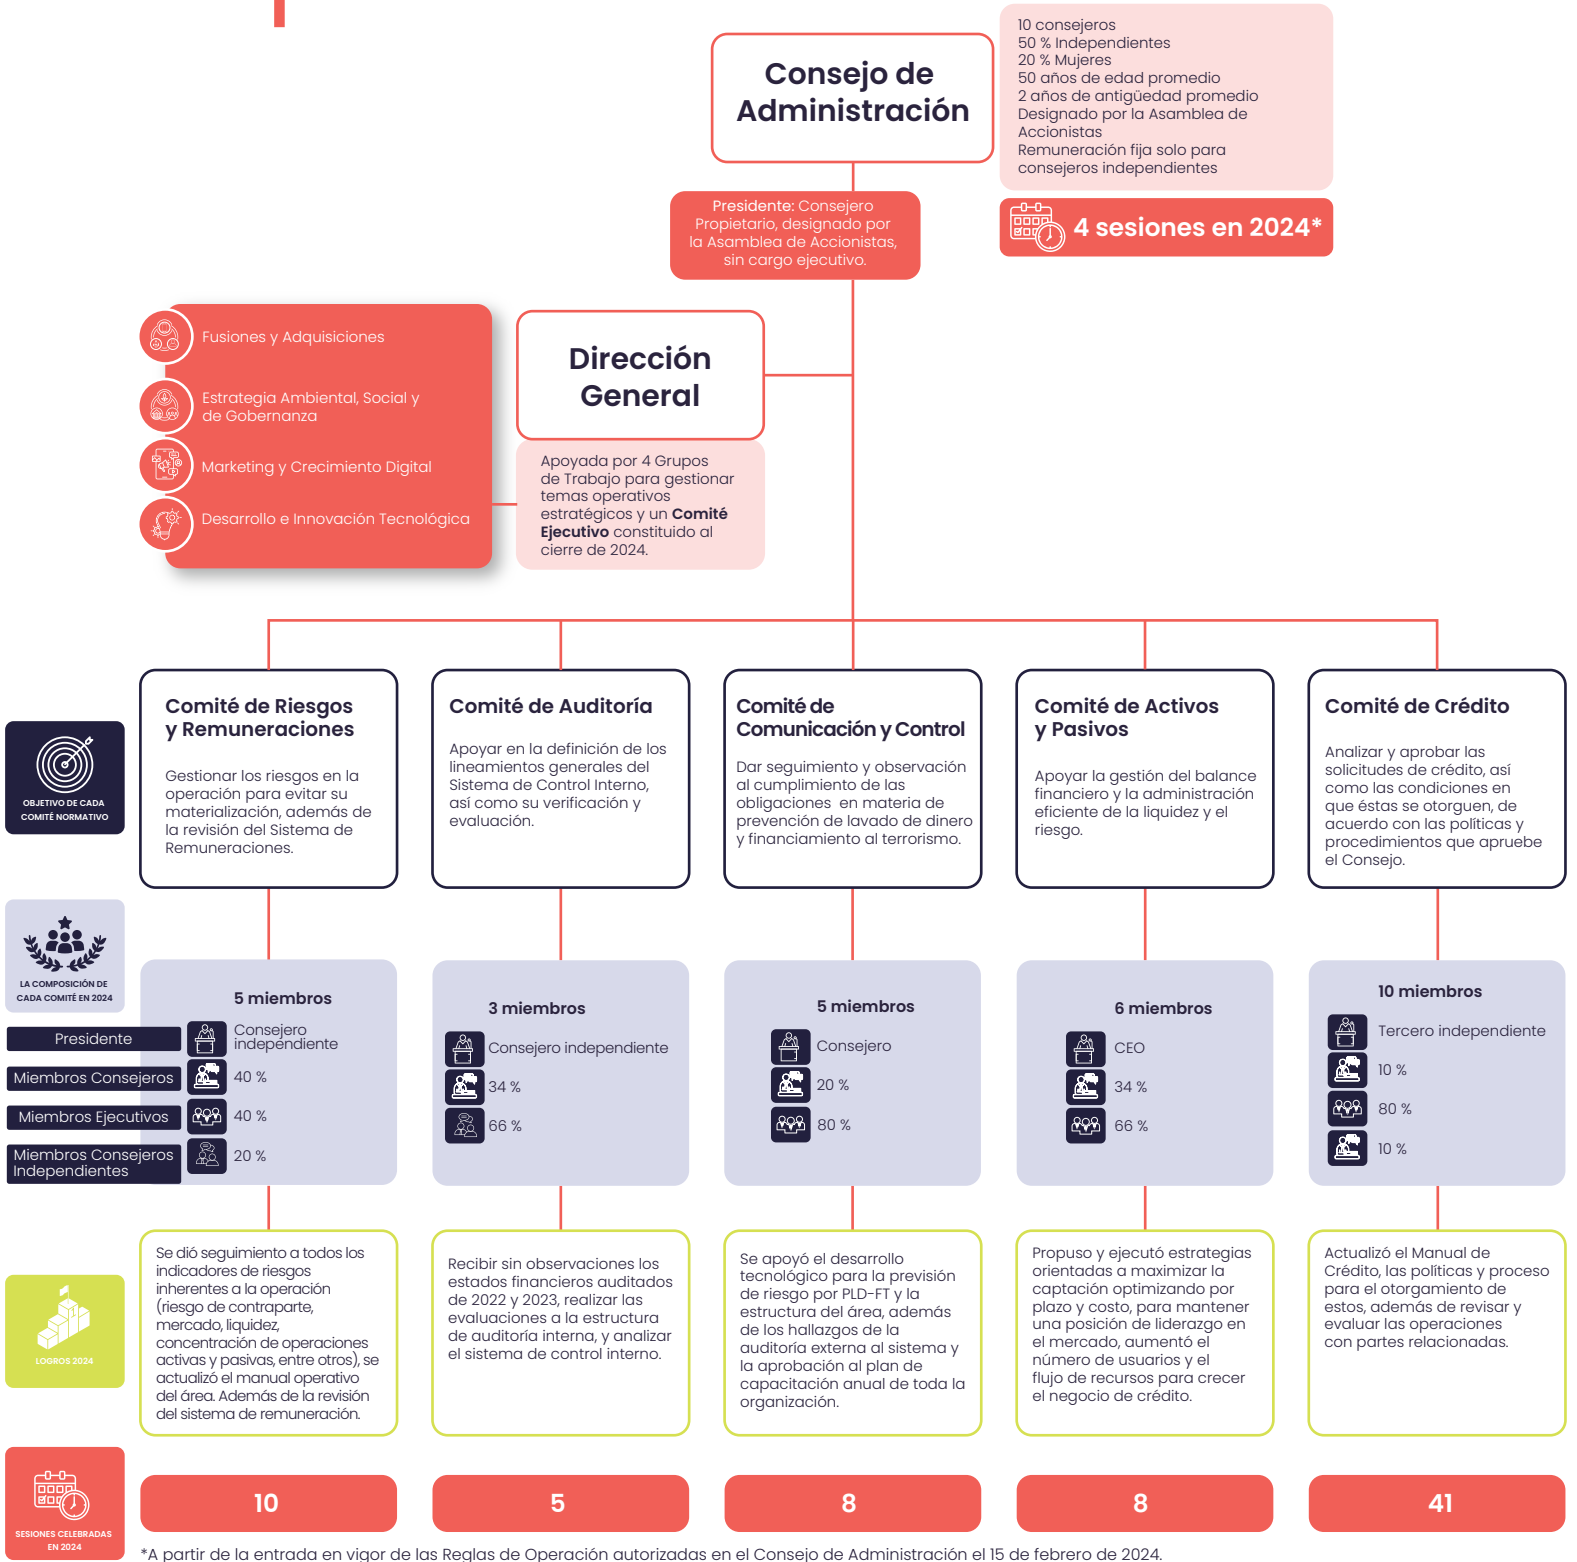 Consejo de
Administración
10 consejeros
50 % Independientes
20 % Mujeres
50 años de edad promedio
2 años de antigüedad promedio
Designado por la Asamblea de
Accionistas
Remuneración fija solo para
consejeros independientes
Presidente: Consejero
Propietario, designado por
la Asamblea de Accionistas,
sin cargo ejecutivo.
4 sesiones en 2024*
Fusiones y Adquisiciones
Estrategia Ambiental, Social y
de Gobernanza
Marketing y Crecimiento Digital
Desarrollo e Innovación Tecnológica
Dirección
General
Apoyada por 4 Grupos
de Trabajo para gestionar
temas operativos
estratégicos y un Comité
Ejecutivo constituido al
cierre de 2024.
OBJETIVO DE CADA
COMITÉ NORMATIVO
Comité de Riesgos
y Remuneraciones
Gestionar los riesgos en la
operación para evitar su
materialización, además de
la revisión del Sistema de
Remuneraciones.
Comité de Auditoría
Apoyar en la definición de los
lineamientos generales del
Sistema de Control Interno,
así como su verificación y
evaluación.
Comité de
Comunicación y Control
Dar seguimiento y observación
al cumplimiento de las
obligaciones en materia de
prevención de lavado de dinero
y financiamiento al terrorismo.
Comité de Activos
y Pasivos
Apoyar la gestión del balance
financiero y la administración
eficiente de la liquidez y el
riesgo.
Comité de Crédito
Analizar y aprobar las
solicitudes de crédito, así
como las condiciones en
que éstas se otorguen, de
acuerdo con las políticas y
procedimientos que apruebe
el Consejo.
LA COMPOSICIÓN DE
CADA COMITÉ EN 2024
Presidente
Miembros Consejeros
Miembros Ejecutivos
Miembros Consejeros
Independientes
5 miembros
Consejero
independiente
40 %
40 %
20 %
3 miembros
Consejero independiente
34 %
66 %
5 miembros
Consejero
20 %
80 %
6 miembros
CEO
34 %
66 %
10 miembros
Tercero independiente
10 %
80 %
10 %
LOGROS 2024
Se dió seguimiento a todos los
indicadores de riesgos
inherentes a la operación
(riesgo de contraparte,
mercado, liquidez,
concentración de operaciones
activas y pasivas, entre otros), se
actualizó el manual operativo
del área. Además de la revisión
del sistema de remuneración.
Recibir sin observaciones los
estados financieros auditados
de 2022 y 2023, realizar las
evaluaciones a la estructura
de auditoría interna, y analizar
el sistema de control interno.
Se apoyó el desarrollo
tecnológico para la previsión
de riesgo por PLD-FT y la
estructura del área, además
de los hallazgos de la
auditoría externa al sistema y
la aprobación al plan de
capacitación anual de toda la
organización.
Propuso y ejecutó estrategias
orientadas a maximizar la
captación optimizando por
plazo y costo, para mantener
una posición de liderazgo en
el mercado, aumentó el
número de usuarios y el
flujo de recursos para crecer
el negocio de crédito.
Actualizó el Manual de
Crédito, las políticas y proceso
para el otorgamiento de
estos, además de revisar y
evaluar las operaciones
con partes relacionadas.
SESIONES CELEBRADAS
EN 2024
10
5
8
8
41
*A partir de la entrada en vigor de las Reglas de Operación autorizadas en el Consejo de Administración el 15 de febrero de 2024.